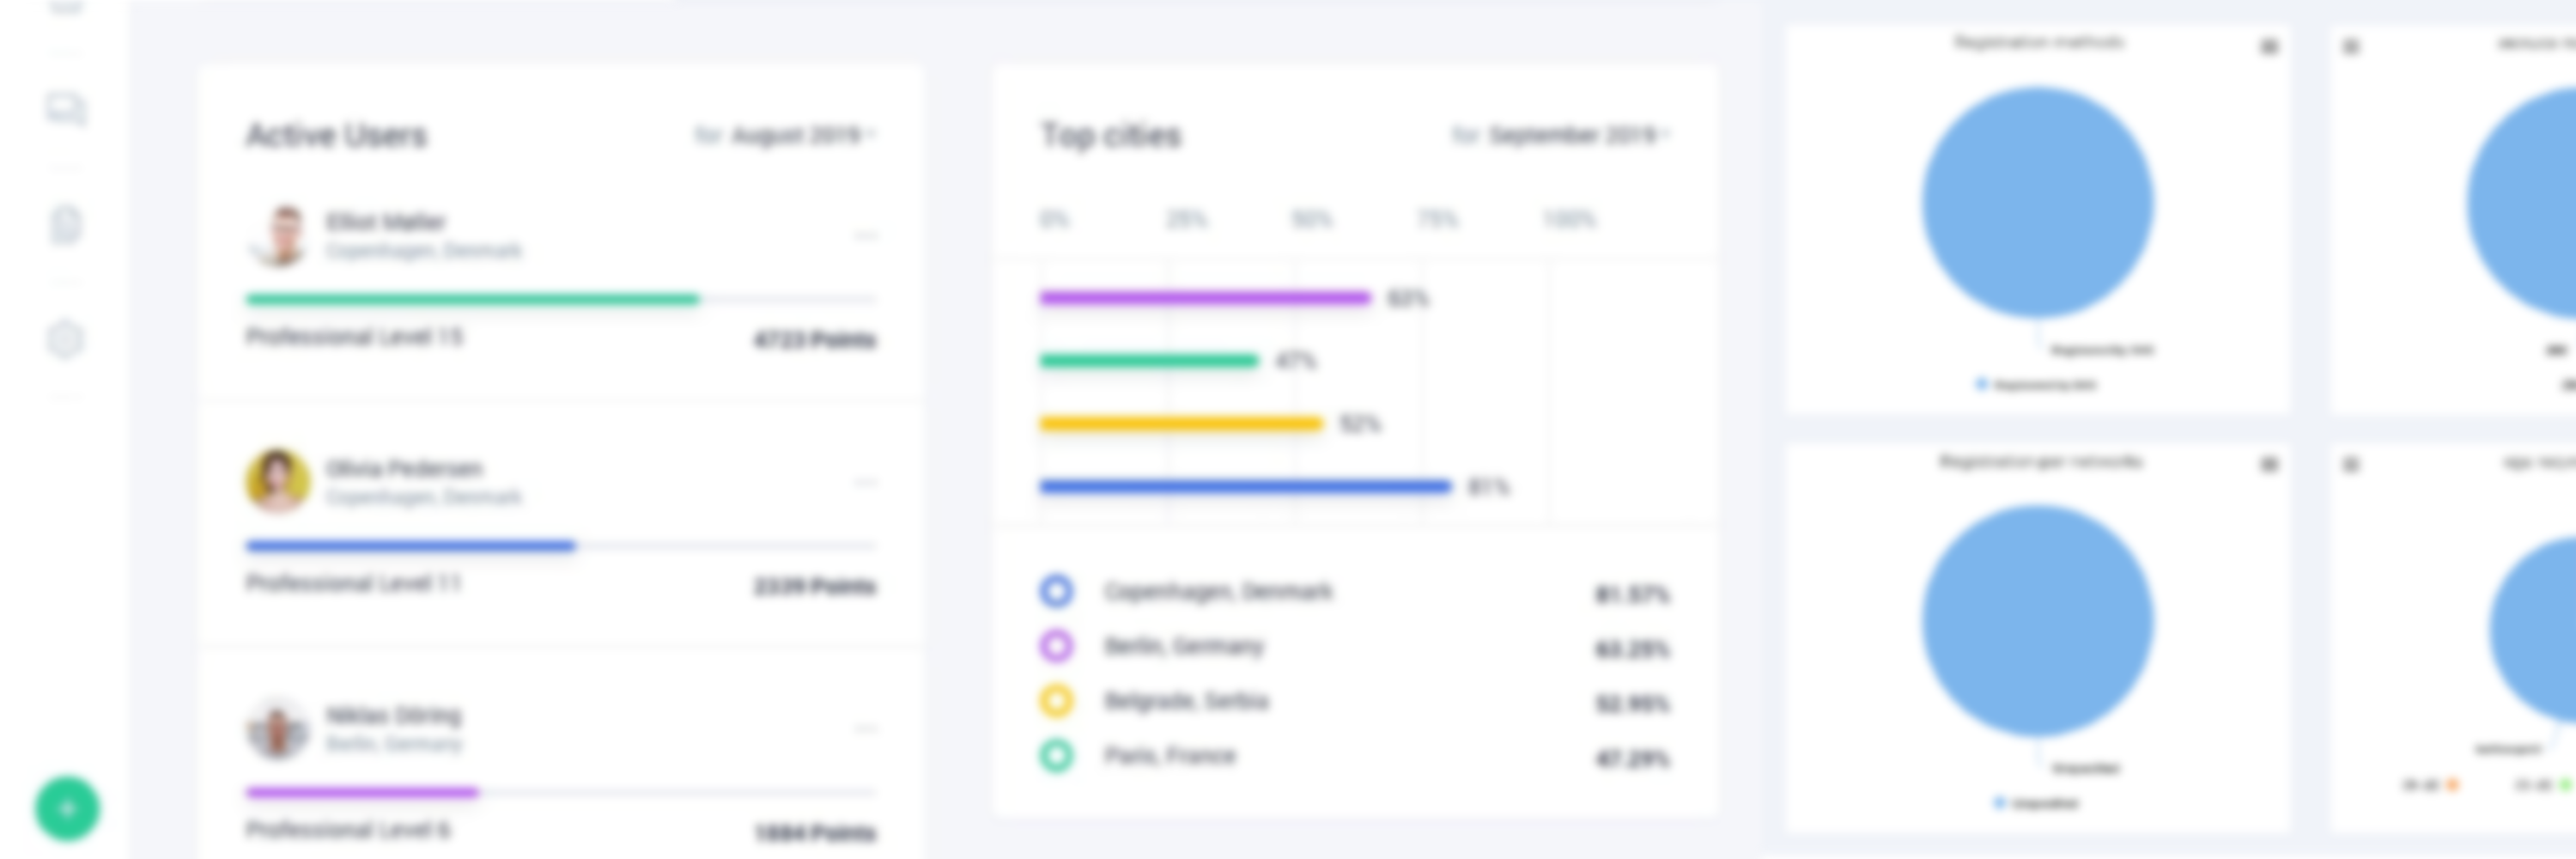 Active Users
for August 2019
Elliot Møller
Copenhagen, Denmark
Professional Level 15
4723 Points
Olivia Pedersen
Copenhagen, Denmark
Professional Level 11
2339 Points
Niklas Döring
Berlin, Germany
Professional Level 6
1884 Points
Top cities
for September 2019
0% 25% 50% 75% 100%
63%
47%
52%
81%
Copenhagen, Denmark 81.57%
Berlin, Germany 63.25%
Belgrade, Serbia 52.95%
Paris, France 47.29%
Registration methods
Registration per networks